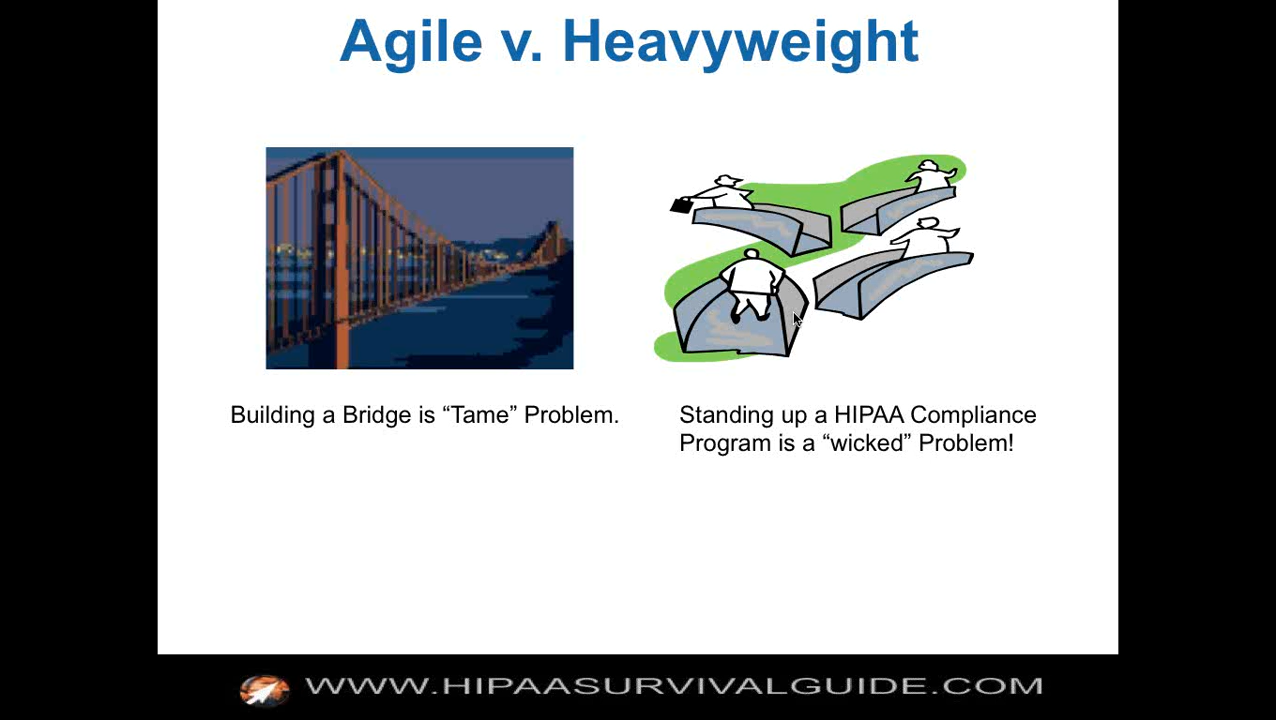 Agile v. Heavyweight
Building a Bridge is “Tame” Problem.
Standing up a HIPAA Compliance
Program is a “wicked” Problem!
WWW.HIPAASURVIVALGUIDE.COM